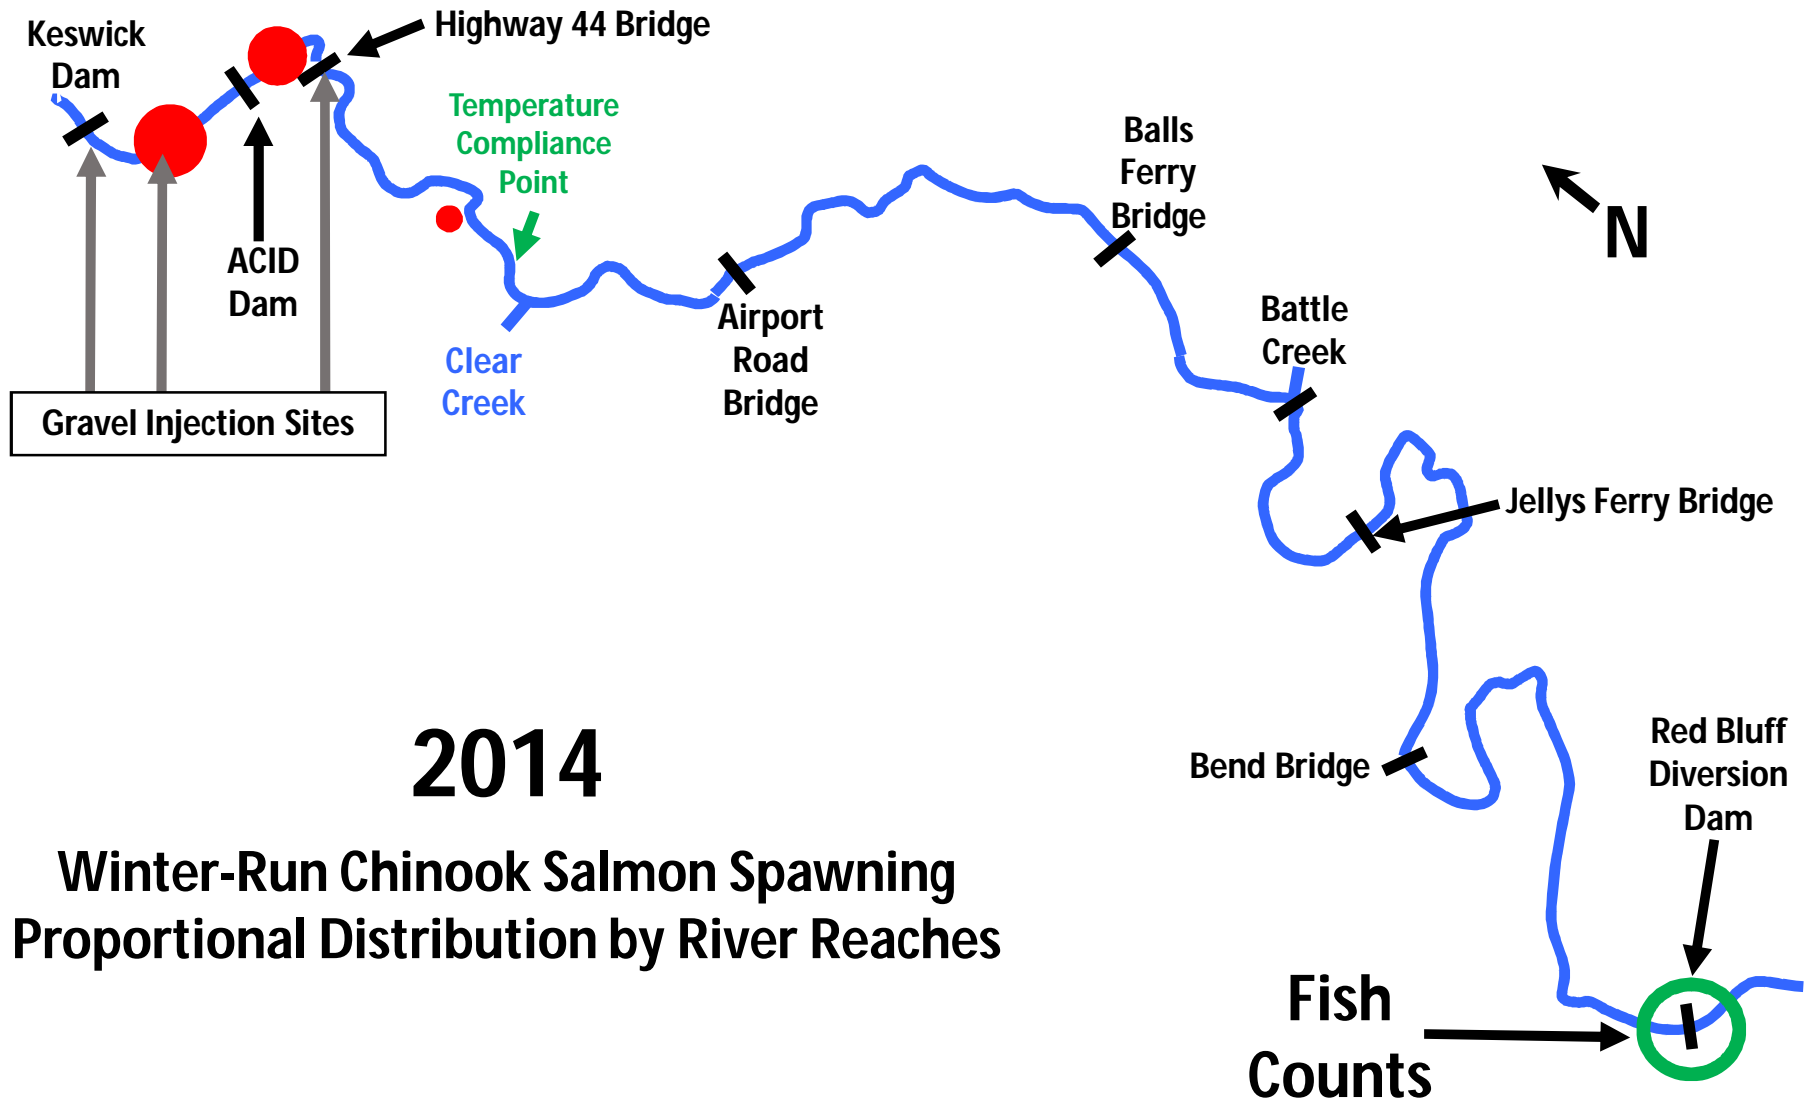 Keswick
Dam
Highway 44 Bridge
Temperature
Compliance
Point
Balls
Ferry
Bridge
N
ACID
Dam
Airport
Road
Bridge
Battle
Creek
Clear
Creek
Gravel Injection Sites
Jellys Ferry Bridge
Bend Bridge
Red Bluff
Diversion
Dam
2014
Winter-Run Chinook Salmon Spawning
Proportional Distribution by River Reaches
Fish
Counts